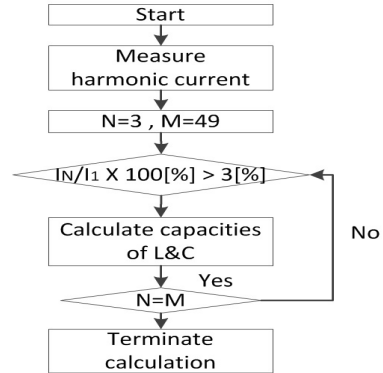 Start
Measure
harmonic current
N=3 , M=49
IN/I1 X 100[%] > 3[%]
Calculate capacities
of L&C
No
Yes
N=M
Terminate
calculation